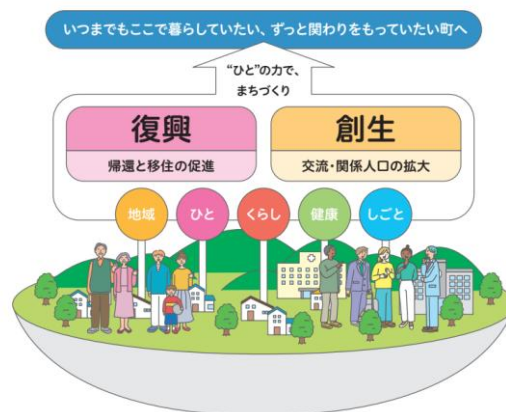 いつまでもここで暮らしていたい、ずっと関わりをもっていたい町へ
“ひと”の力で、
まちづくり
復興
帰還と移住の促進
創生
交流・関係人口の拡大
地域
ひと
くらし
健康
しごと